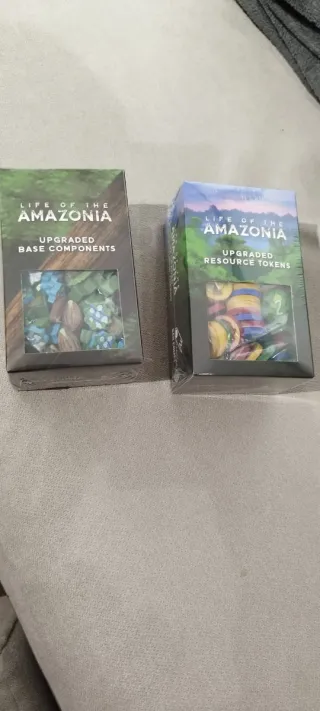 LIFE OF THE
AMAZONIA
UPGRADED
BASE COMPONENTS
LIFE OF THE
AMAZONIA
UPGRADED
RESOURCE TOKENS